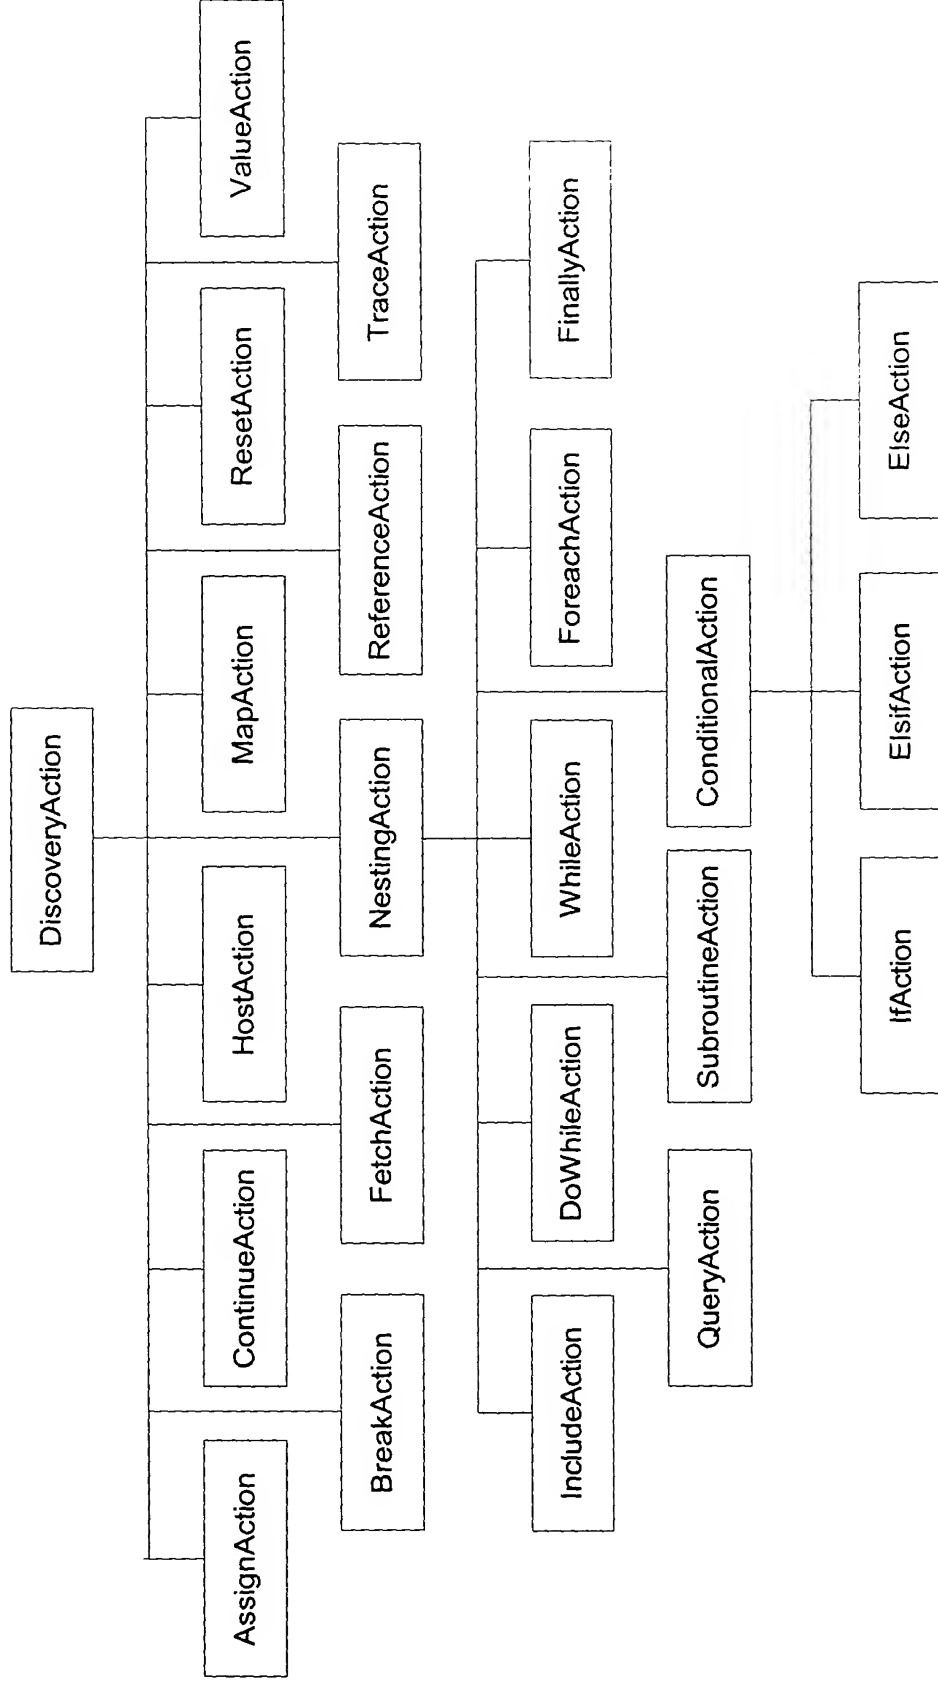 DiscoveryAction
AssignAction
ContinueAction
HostAction
MapAction
ResetAction
ValueAction
BreakAction
FetchAction
NestingAction
ReferenceAction
TraceAction
IncludeAction
DoWhileAction
WhileAction
ForeachAction
FinallyAction
QueryAction
SubroutineAction
ConditionalAction
IfAction
ElsifAction
ElseAction